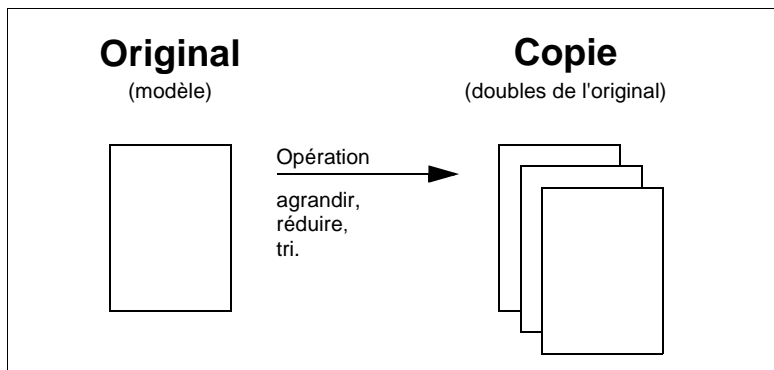 Original
(modèle)
Copie
(doubles de l'original)
Opération
agrandir,
réduire,
tri.